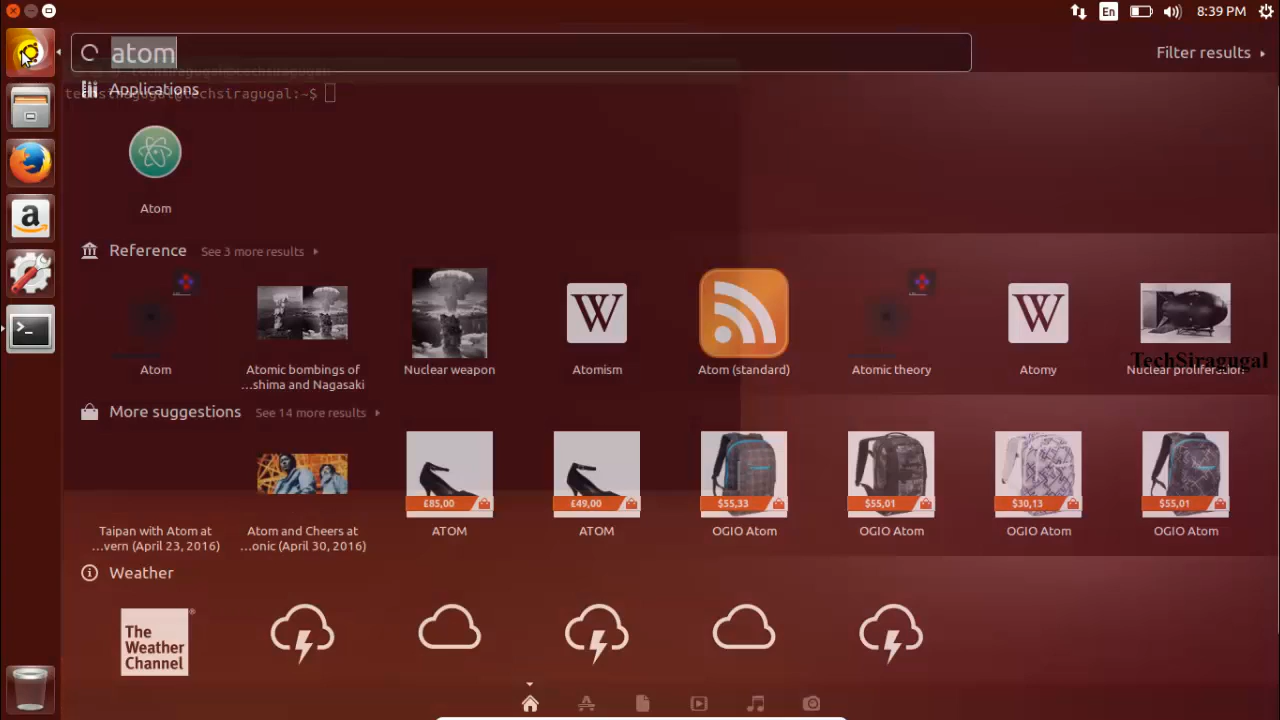 En
8:39 PM
atom
Filter results
Applications
techsiragugal@techsiragugal:~$
Atom
Reference See 3 more results
W
W
Atom
Atomic bombings of
...shima and Nagasaki
Nuclear weapon
Atomism
Atom (standard)
Atomic theory
Atomy
Nuclear proliferation
TechSiragugal
a
More suggestions See 14 more results
£85,00
£49,00
$55,33
$55,01
$30,13
$55,01
Taipan with Atom at
...vern (April 23, 2016)
Atom and Cheers at
...onic (April 30, 2016)
ATOM
ATOM
OGIO Atom
OGIO Atom
OGIO Atom
OGIO Atom
Weather
The
Weather
Channel